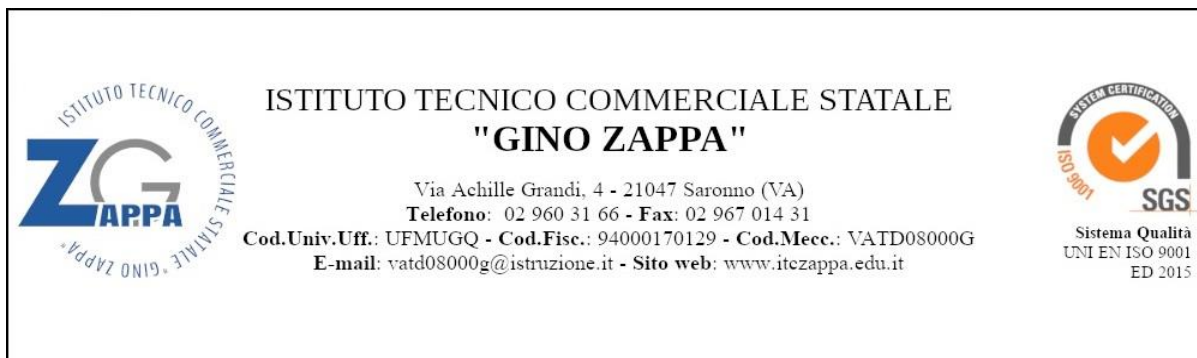 ISTITUTO TECNICO COMMERCIALE STATALE "GINO ZAPPA"
ZG
APPA
ISTITUTO TECNICO COMMERCIALE STATALE
"GINO ZAPPA"
Via Achille Grandi, 4 - 21047 Saronno (VA)
Telefono: 02 960 31 66 - Fax: 02 967 014 31
Cod.Univ.Uff.: UFMUGQ - Cod.Fisc.: 94000170129 - Cod.Mecc.: VATD08000G
E-mail: vatd08000g@istruzione.it - Sito web: www.itczappa.edu.it
SYSTEM CERTIFICATION
ISO 9001
SGS
Sistema Qualità
UNI EN ISO 9001
ED 2015